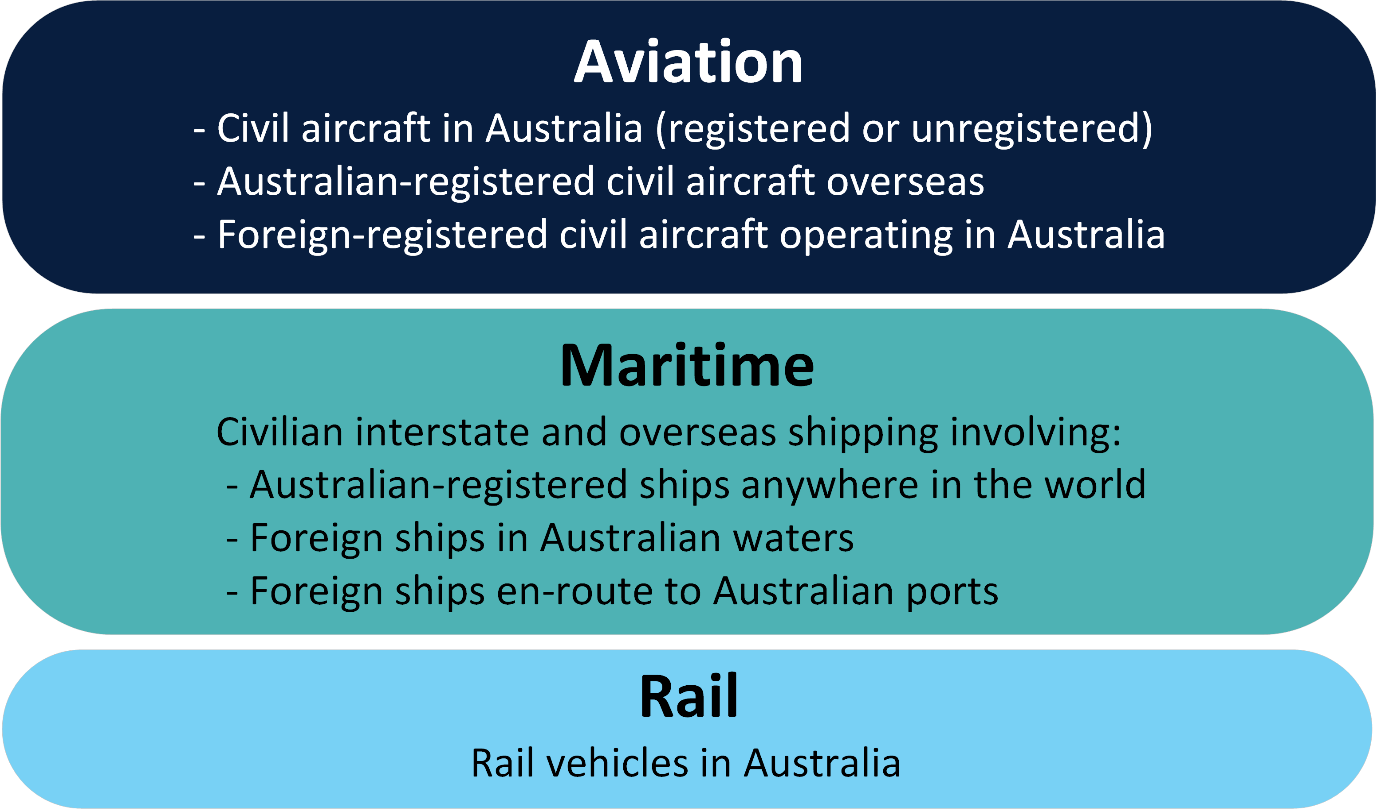 Aviation
- Civil aircraft in Australia (registered or unregistered)
- Australian-registered civil aircraft overseas
- Foreign-registered civil aircraft operating in Australia
Maritime
Civilian interstate and overseas shipping involving:
- Australian-registered ships anywhere in the world
- Foreign ships in Australian waters
- Foreign ships en-route to Australian ports
Rail
Rail vehicles in Australia